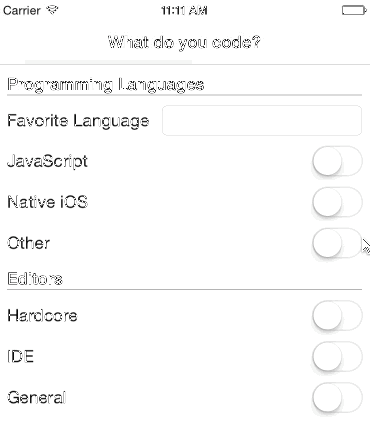 Carrier 11:11 AM
What do you code?
Programming Languages
Favorite Language
JavaScript
Native iOS
Other
Editors
Hardcore
IDE
General